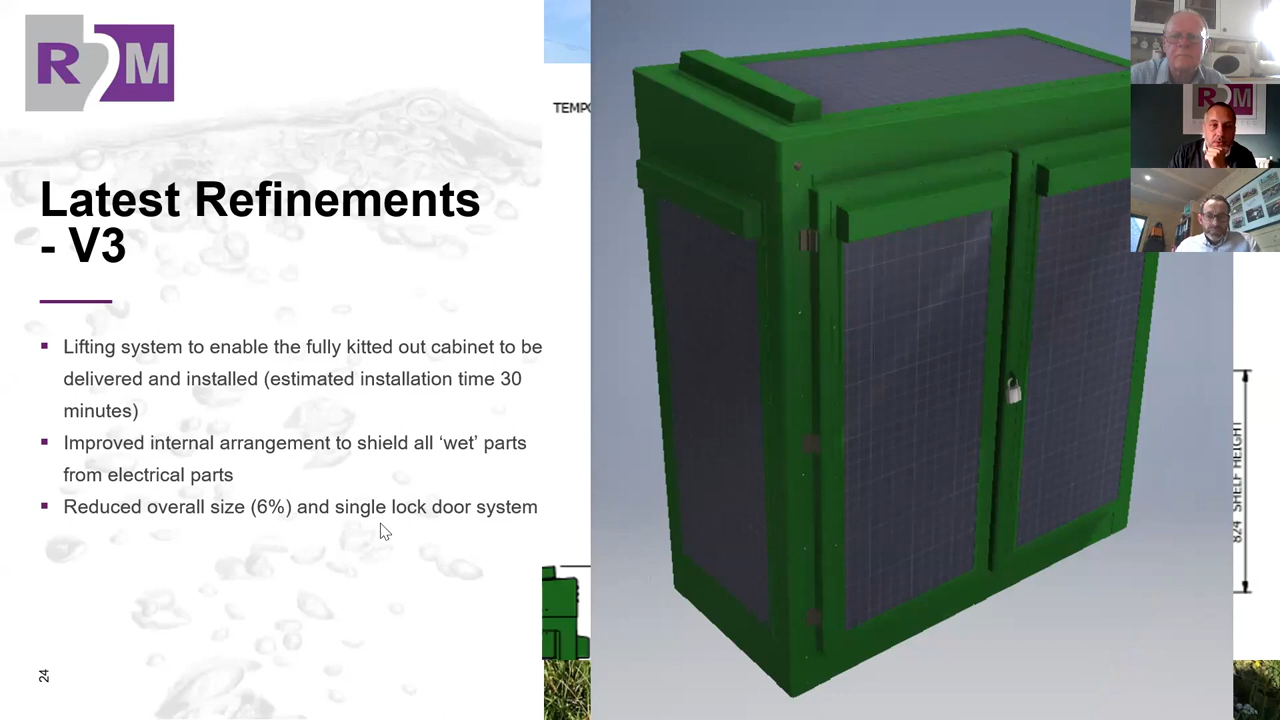 R2M
TEMPO
R2M
Latest Refinements
- V3
▪ Lifting system to enable the fully kitted out cabinet to be
delivered and installed (estimated installation time 30
minutes)
▪ Improved internal arrangement to shield all ‘wet’ parts
from electrical parts
▪ Reduced overall size (6%) and single lock door system
824 SHELF HEIGHT
24